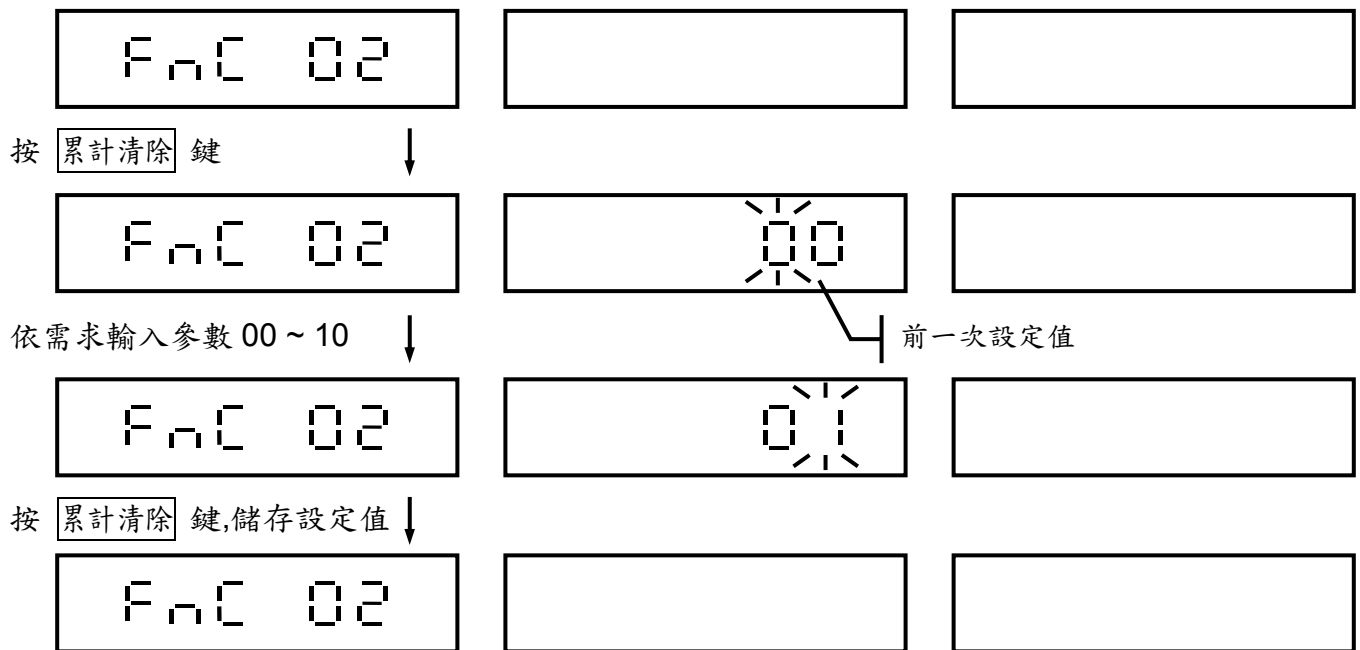 FnC 02
按 累計清除 鍵
FnC 02 00
依需求輸入參數 00 ~ 10
前一次設定值
FnC 02 01
按 累計清除 鍵,儲存設定值
FnC 02